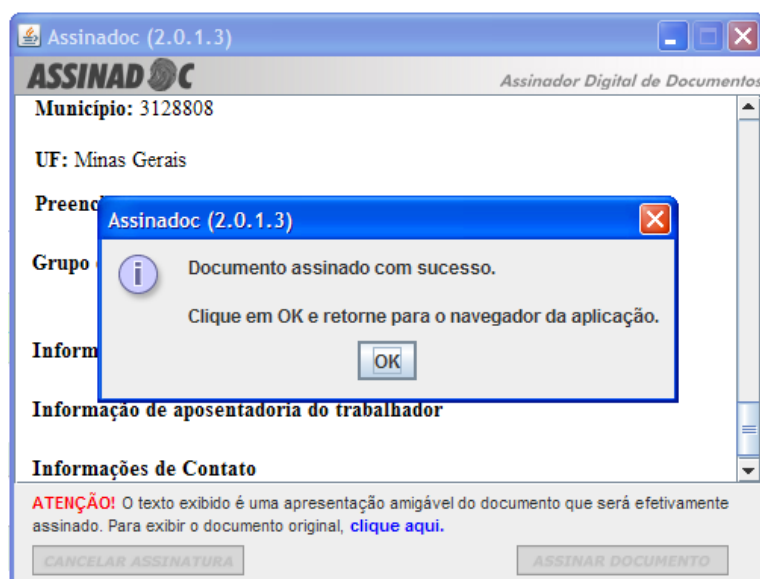 Assinadoc (2.0.1.3)
ASSINADOC
Assinador Digital de Documentos
Município: 3128808
UF: Minas Gerais
Preenc
Assinadoc (2.0.1.3)
Grupo
Documento assinado com sucesso.
Clique em OK e retorne para o navegador da aplicação.
OK
Inform
Informação de aposentadoria do trabalhador
Informações de Contato
ATENÇÃO! O texto exibido é uma apresentação amigável do documento que será efetivamente
assinado. Para exibir o documento original, clique aqui.
CANCELAR ASSINATURA ASSINAR DOCUMENTO